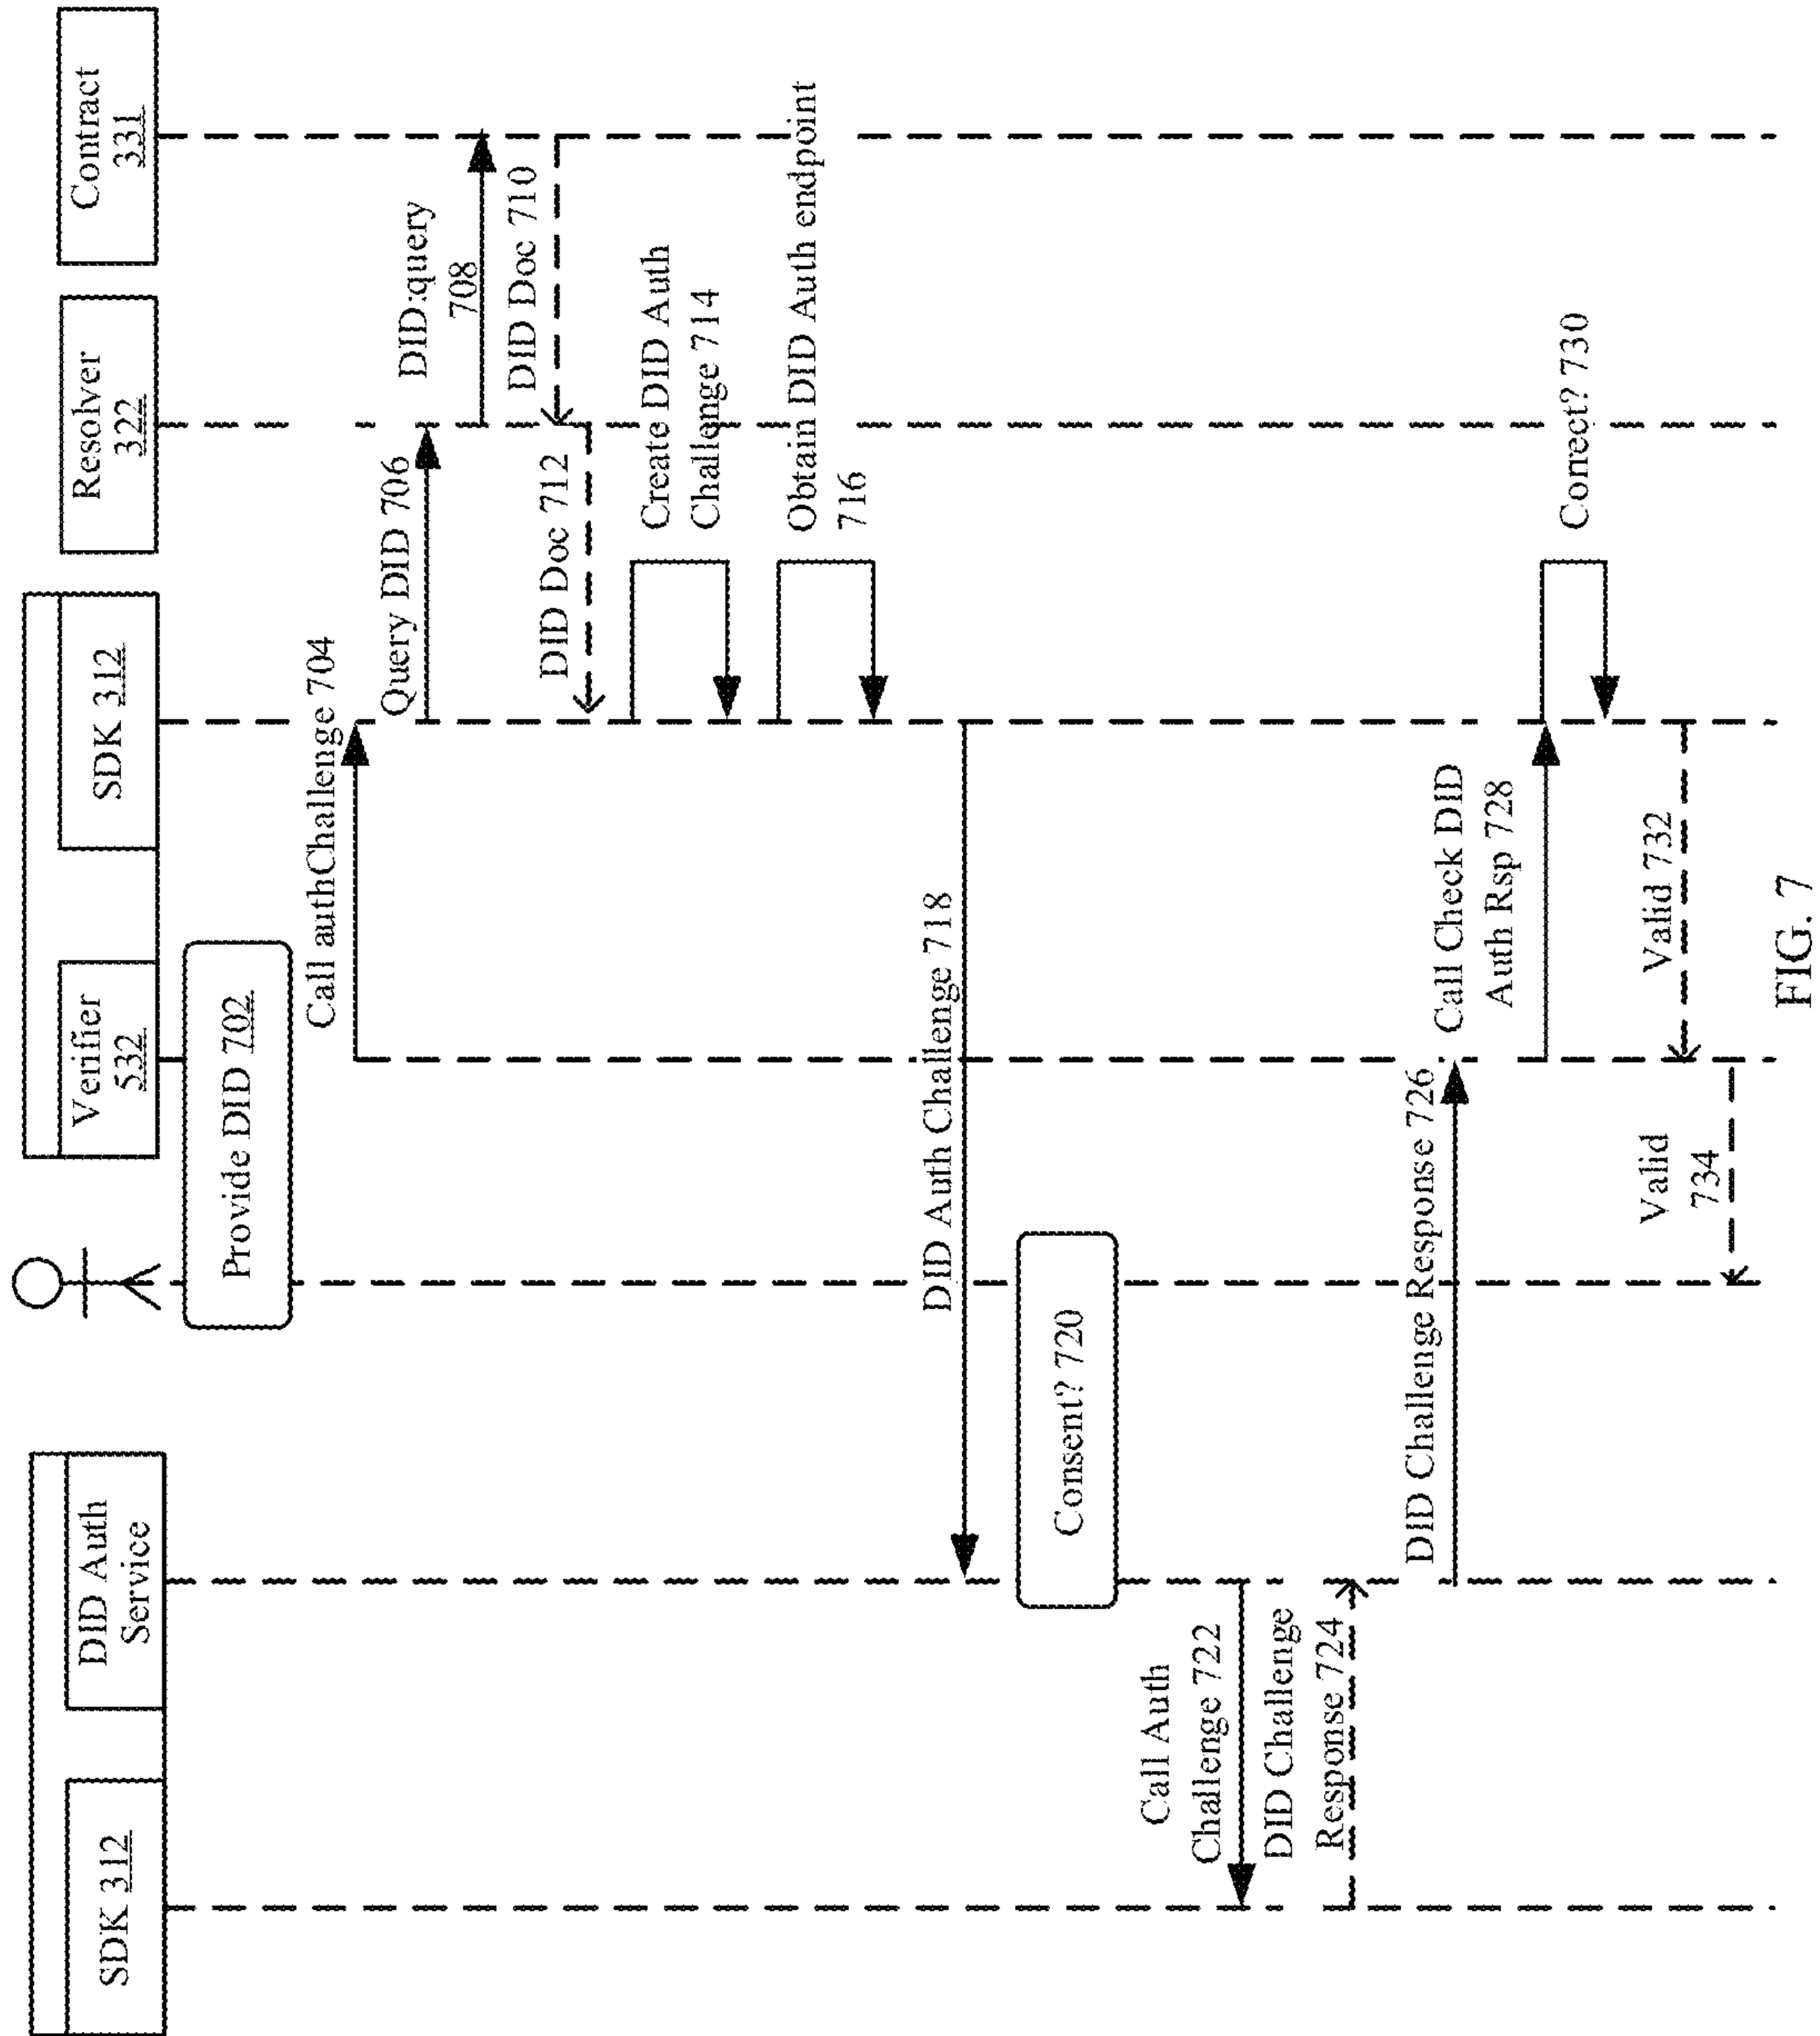 SDK 312
DID Auth
Service
Verifier
532
SDK 312
Resolver
322
Contract
331
Provide DID 702
Call authChallenge 704
Query DID 706
DID:query
708
DID Doc 710
DID Doc 712
Create DID Auth
Challenge 714
Obtain DID Auth endpoint
716
DID Auth Challenge 718
Consent? 720
Call Auth
Challenge 722
DID Challenge
Response 724
DID Challenge Response 726
Call Check DID
Auth Rsp 728
Correct? 730
Valid 732
Valid
734
FIG. 7